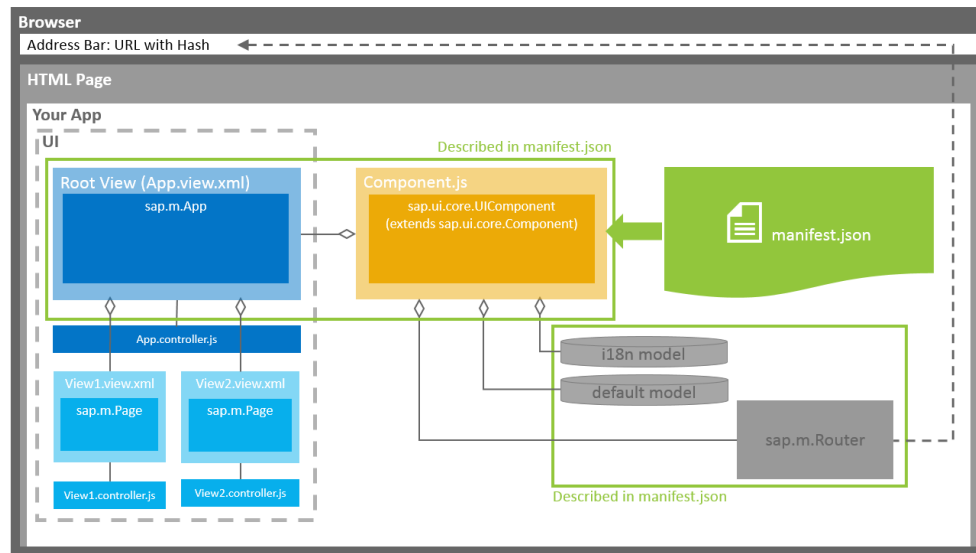 Browser
Address Bar: URL with Hash
HTML Page
Your App
UI
Described in manifest.json
Root View (App.view.xml)
sap.m.App
Component.js
sap.ui.core.UIComponent
(extends sap.ui.core.Component)
manifest.json
App.controller.js
i18n model
default model
View1.view.xml
sap.m.Page
View2.view.xml
sap.m.Page
sap.m.Router
View1.controller.js
View2.controller.js
Described in manifest.json